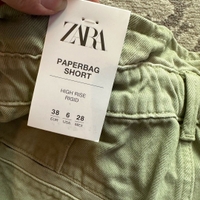 ZARA
PAPERBAG
SHORT
HIGH RISE
RIGID
38 6 28
EUR USA MEX